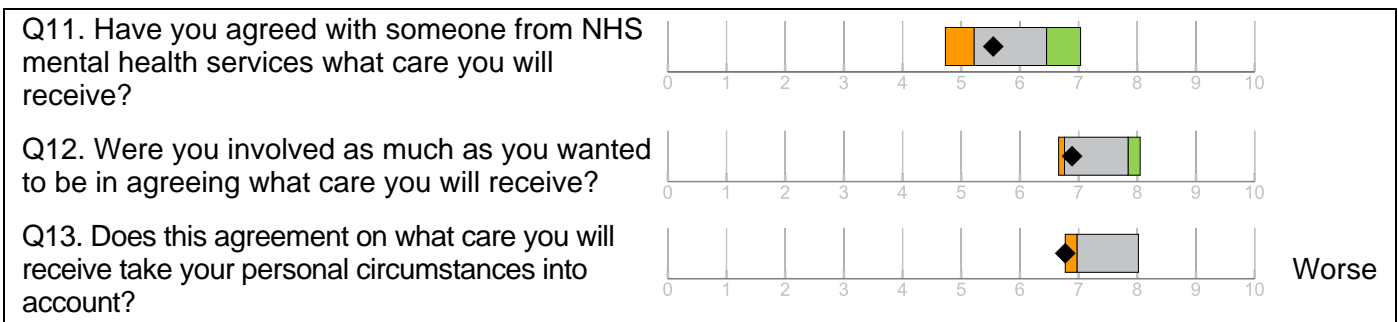 Q11. Have you agreed with someone from NHS
mental health services what care you will
receive?
0 1 2 3 4 5 6 7 8 9 10
Q12. Were you involved as much as you wanted
to be in agreeing what care you will receive?
0 1 2 3 4 5 6 7 8 9 10
Q13. Does this agreement on what care you will
receive take your personal circumstances into
account?
0 1 2 3 4 5 6 7 8 9 10
Worse